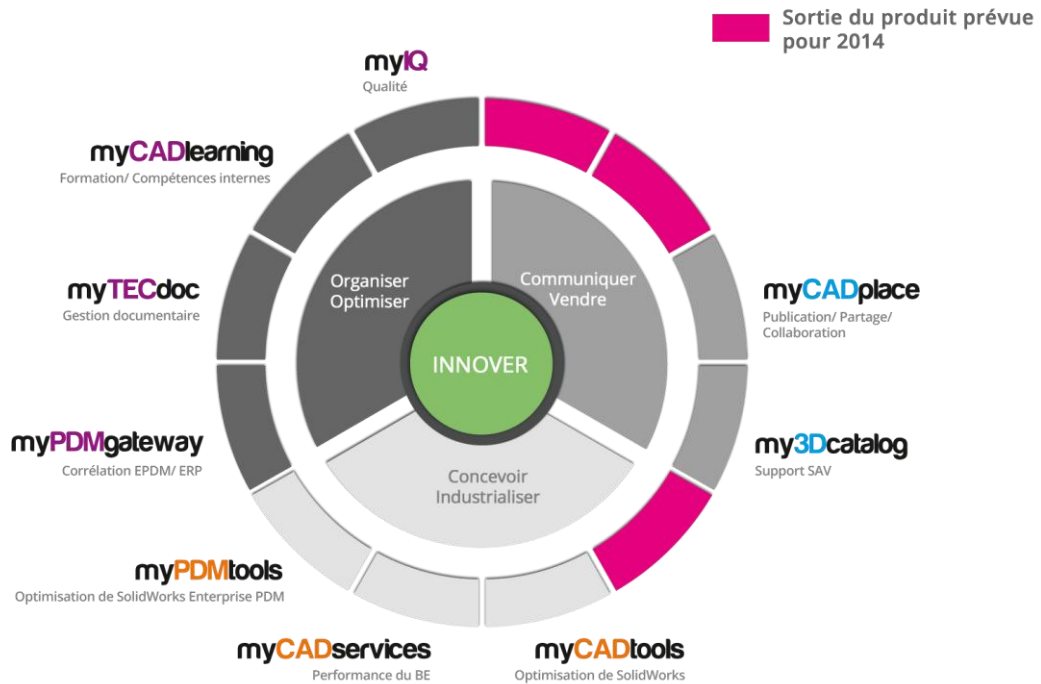 Sortie du produit prévue
pour 2014
myIQ
Qualité
myCADlearning
Formation/ Compétences internes
myTECdoc
Gestion documentaire
myPDMgateway
Corrélation EPDM/ ERP
myPDMtools
Optimisation de SolidWorks Enterprise PDM
myCADservices
Performance du BE
myCADtools
Optimisation de SolidWorks
my3Dcatalog
Support SAV
myCADplace
Publication/ Partage/
Collaboration
Organiser
Optimiser
Communiquer
Vendre
INNOVER
Concevoir
Industrialiser